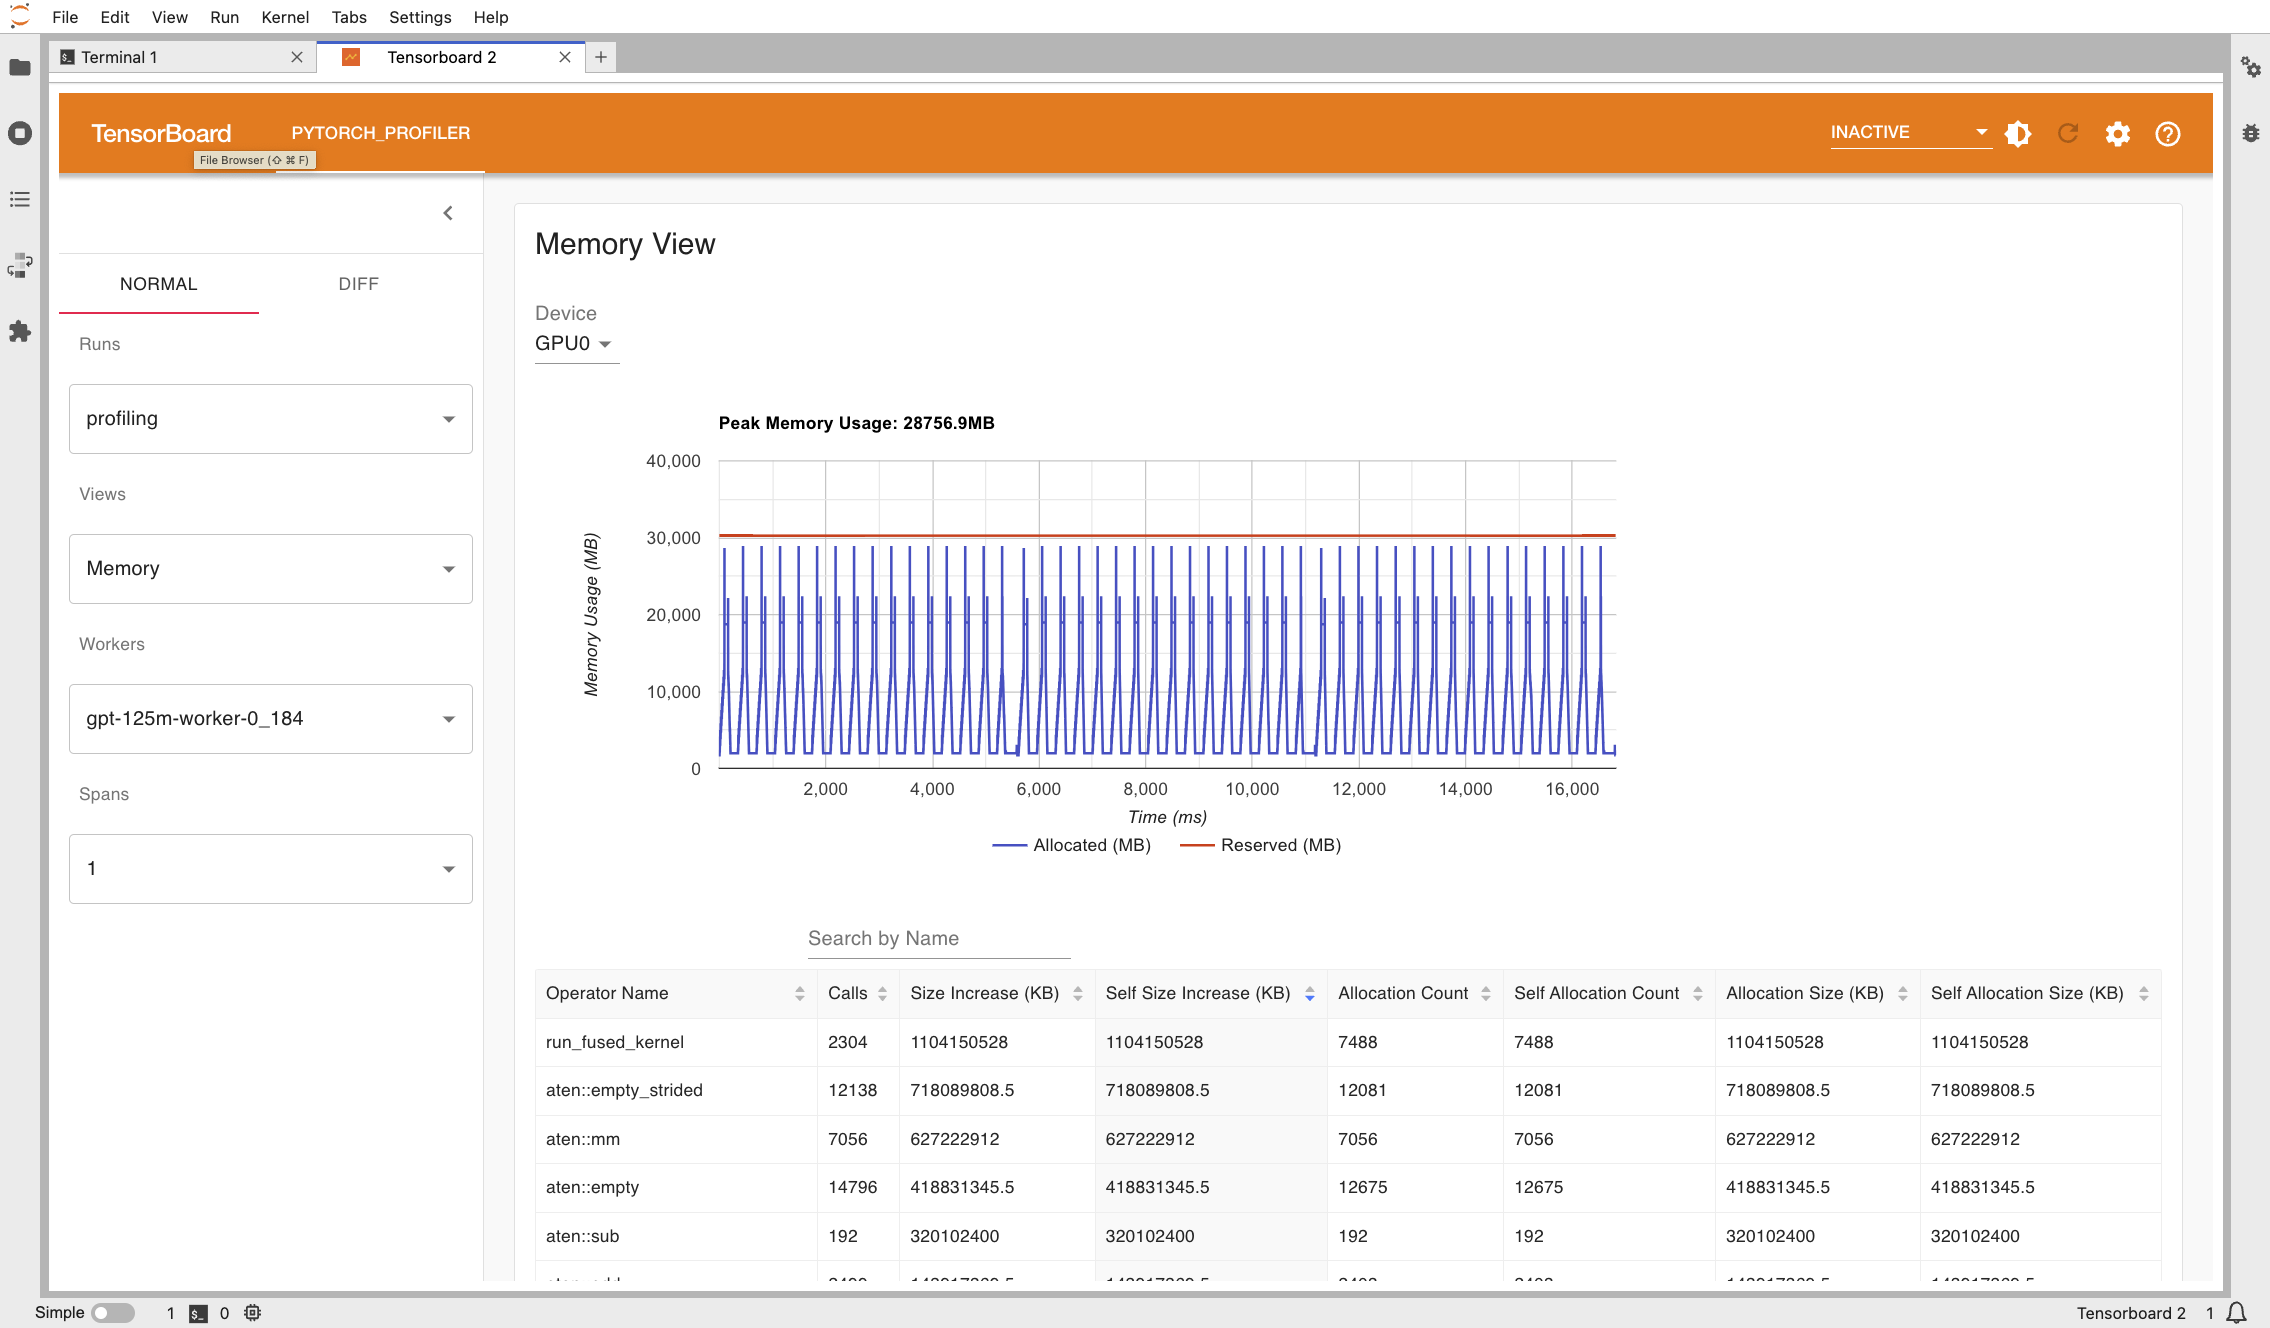 File Edit View Run Kernel Tabs Settings Help
Terminal 1
Tensorboard 2
TensorBoard
PYTORCH_PROFILER
INACTIVE
File Browser (⇧ ⌘ F)
NORMAL
DIFF
Runs
profiling
Views
Memory
Workers
gpt-125m-worker-0_184
Spans
1
Memory View
Device
GPU0
Peak Memory Usage: 28756.9MB
40,000
30,000
20,000
10,000
0
Memory Usage (MB)
2,000 4,000 6,000 8,000 10,000 12,000 14,000 16,000
Time (ms)
Allocated (MB) Reserved (MB)
Search by Name
Operator Name Calls Size Increase (KB) Self Size Increase (KB) Allocation Count Self Allocation Count Allocation Size (KB) Self Allocation Size (KB)
run_fused_kernel 2304 1104150528 1104150528 7488 7488 1104150528 1104150528
aten::empty_strided 12138 718089808.5 718089808.5 12081 12081 718089808.5 718089808.5
aten::mm 7056 627222912 627222912 7056 7056 627222912 627222912
aten::empty 14796 418831345.5 418831345.5 12675 12675 418831345.5 418831345.5
aten::sub 192 320102400 320102400 192 192 320102400 320102400
Simple 1 $_ 0
Tensorboard 2 1